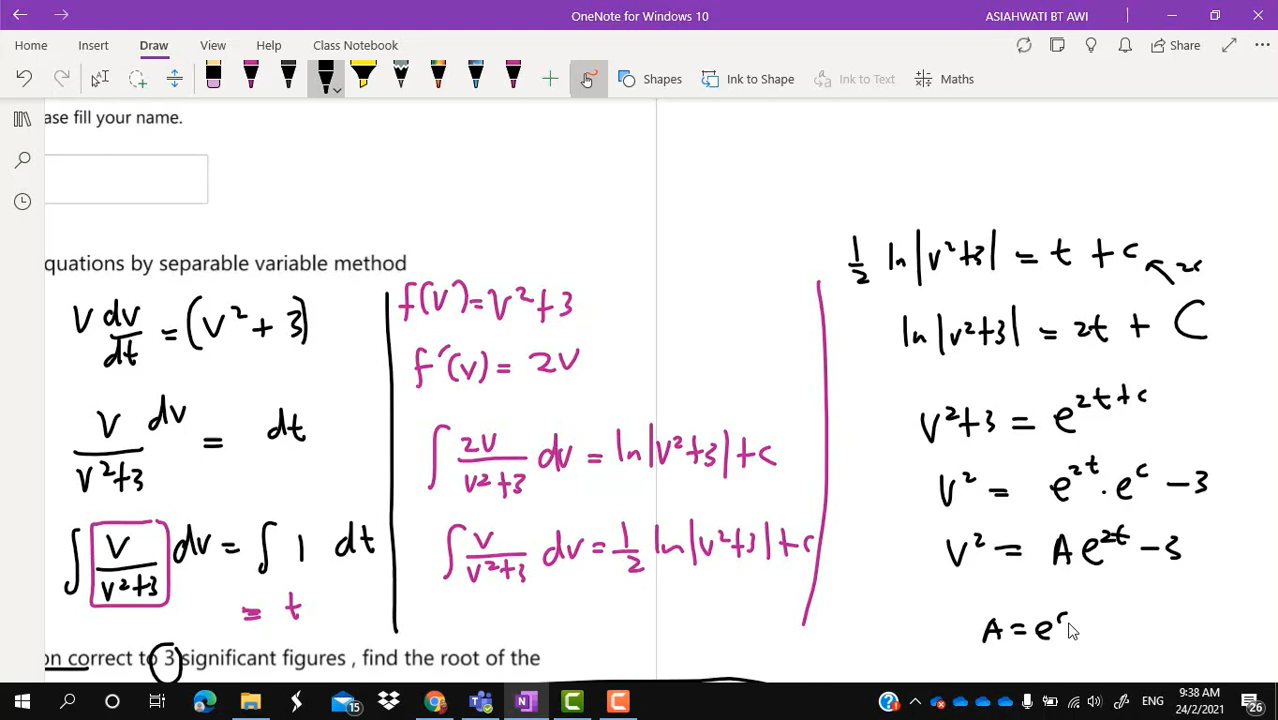 OneNote for Windows 10
ASIAHWATI BT AWI
Home Insert Draw View Help Class Notebook Share
Shapes Ink to Shape Ink to Text Maths
ase fill your name.
quations by separable variable method
V dv/dt = (v² + 3)
v/(v²+3) dv = dt
∫ v/(v²+3) dv = ∫ 1 dt
= t
f(v) = v²+3
f'(v) = 2v
∫ 2v/(v²+3) dv = ln|v²+3| + c
∫ v/(v²+3) dv = 1/2 ln|v²+3| + c
1/2 ln|v²+3| = t + c
ln|v²+3| = 2t + C
v²+3 = e^(2t+c)
v² = e^(2t) · e^c − 3
v² = Ae^(2t) − 3
A = e^c
on correct to 3 significant figures , find the root of the
15
ENG
9:38 AM
24/2/2021
26